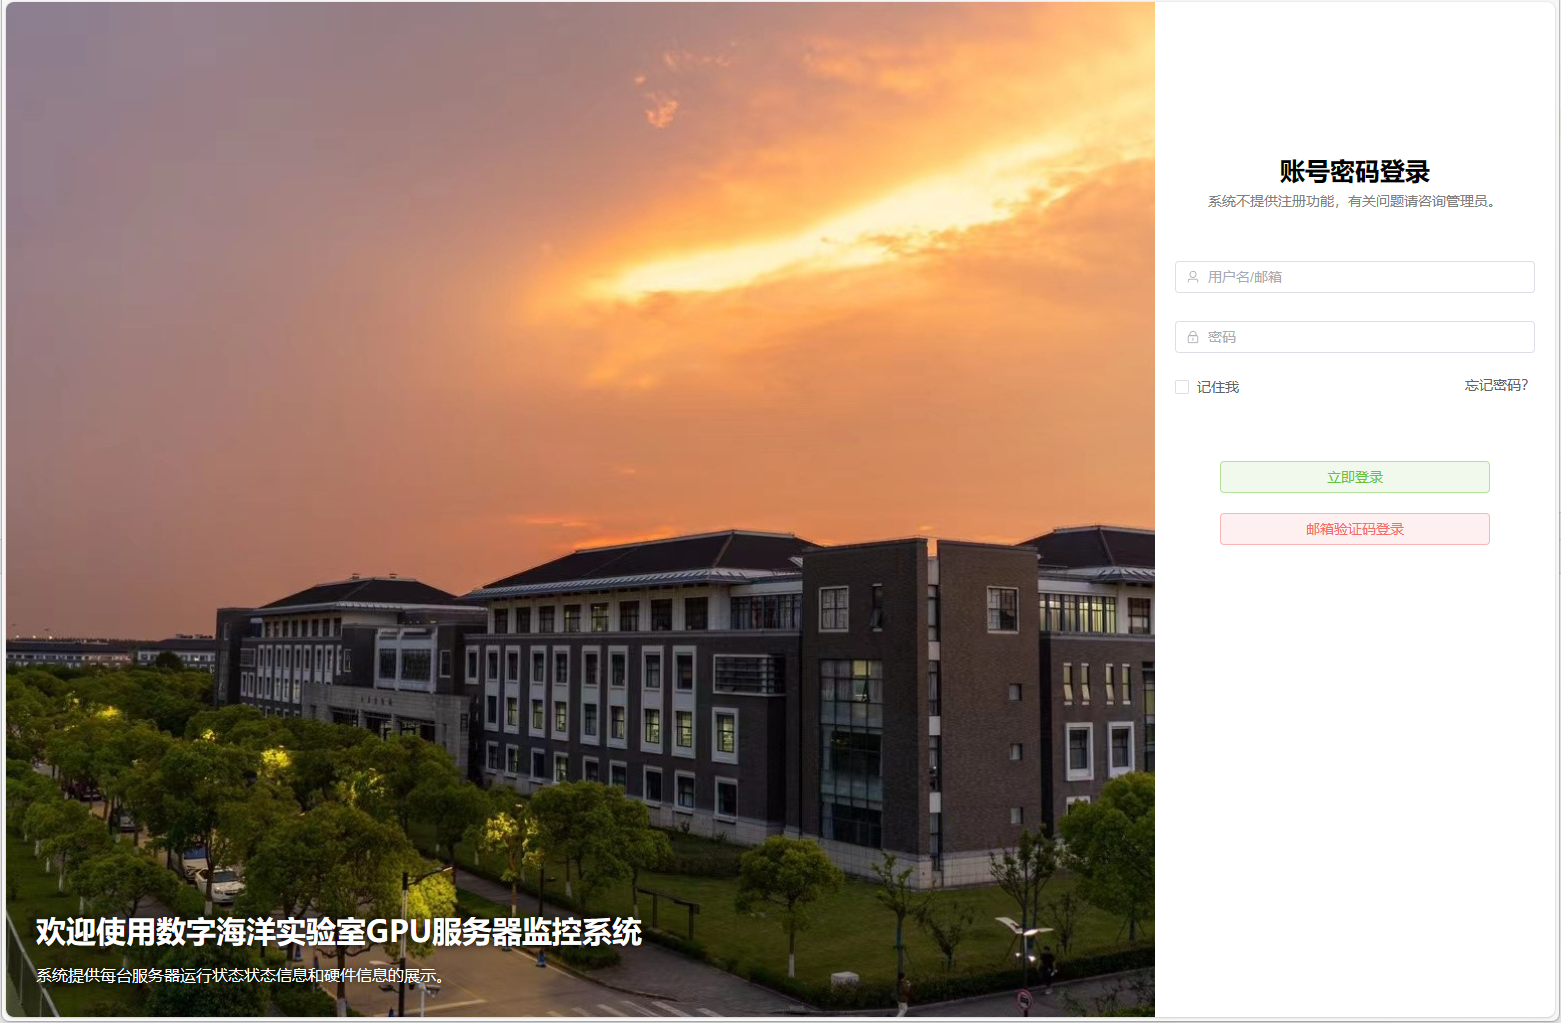 账号密码登录
系统不提供注册功能，有关问题请咨询管理员。
用户名/邮箱
密码
记住我
忘记密码?
立即登录
邮箱验证码登录
欢迎使用数字海洋实验室GPU服务器监控系统
系统提供每台服务器运行状态状态信息和硬件信息的展示。